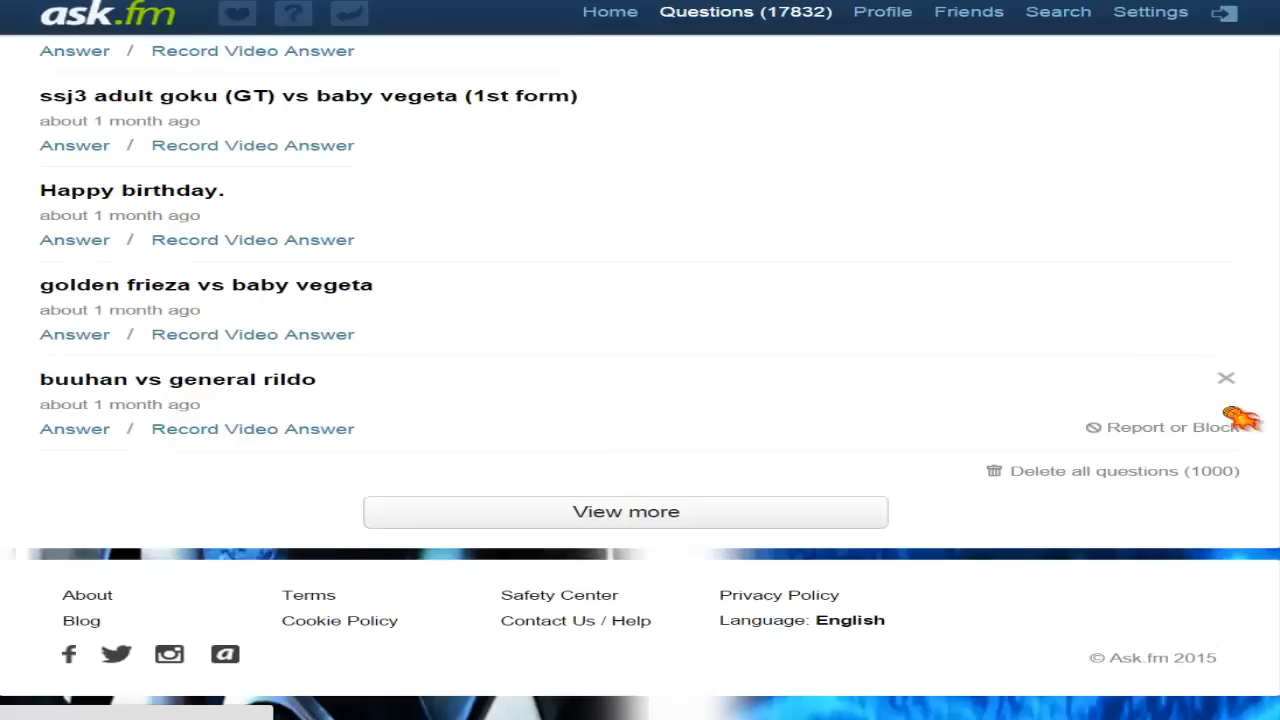 ask.fm Home Questions (17832) Profile Friends Search Settings
Answer / Record Video Answer
ssj3 adult goku (GT) vs baby vegeta (1st form)
about 1 month ago
Answer / Record Video Answer
Happy birthday.
about 1 month ago
Answer / Record Video Answer
golden frieza vs baby vegeta
about 1 month ago
Answer / Record Video Answer
buuhan vs general rildo
about 1 month ago
Answer / Record Video Answer Report or Block
Delete all questions (1000)
View more
About Terms Safety Center Privacy Policy
Blog Cookie Policy Contact Us / Help Language: English
© Ask.fm 2015